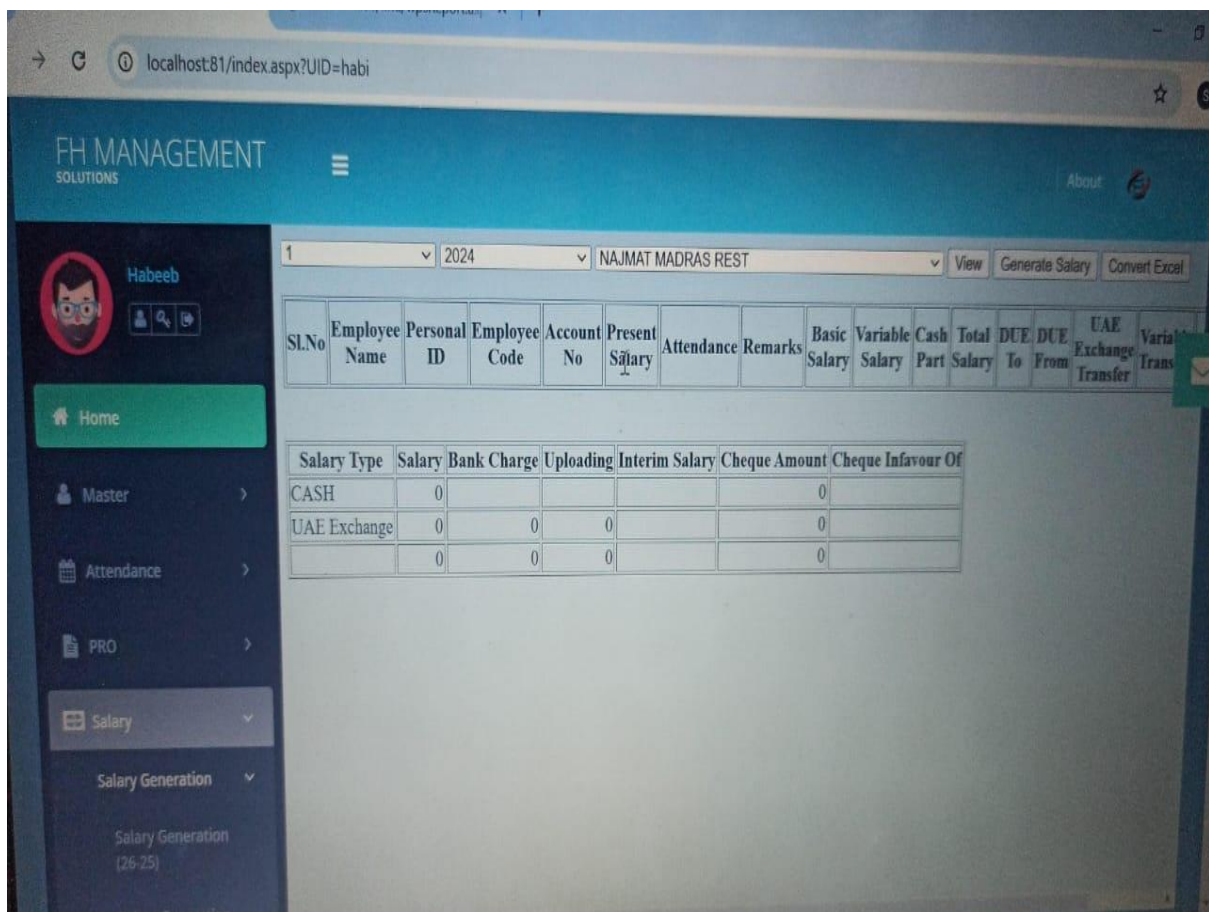 localhost:81/index.aspx?UID=habi
FH MANAGEMENT
SOLUTIONS
About
Habeeb
1 2024 NAJMAT MADRAS REST View Generate Salary Convert Excel
Sl.No Employee Name Personal ID Employee Code Account No Present Salary Attendance Remarks Basic Salary Variable Salary Cash Part Total Salary DUE To DUE From UAE Exchange Transfer
Home
Salary Type Salary Bank Charge Uploading Interim Salary Cheque Amount Cheque Infavour Of
CASH 0 0
UAE Exchange 0 0 0 0
0 0 0 0
Master
Attendance
PRO
Salary
Salary Generation
Salary Generation
(26-25)